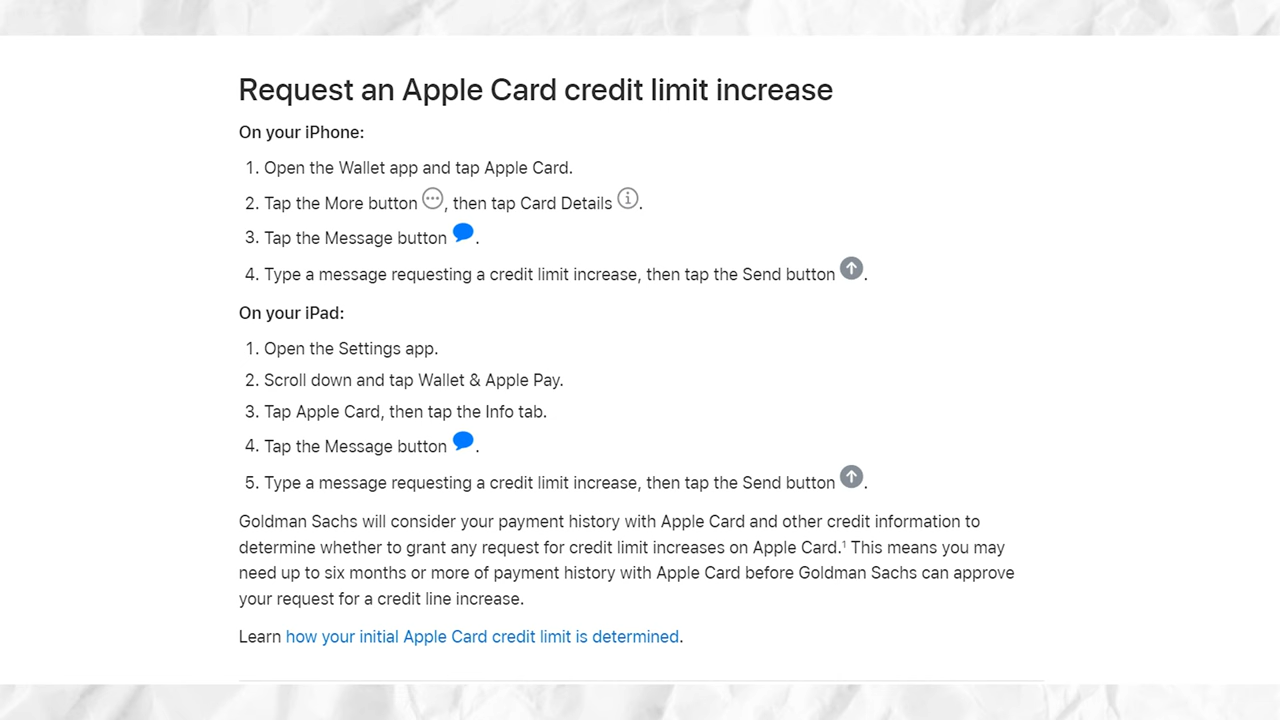 Request an Apple Card credit limit increase
On your iPhone:
1. Open the Wallet app and tap Apple Card.
2. Tap the More button , then tap Card Details .
3. Tap the Message button .
4. Type a message requesting a credit limit increase, then tap the Send button .
On your iPad:
1. Open the Settings app.
2. Scroll down and tap Wallet & Apple Pay.
3. Tap Apple Card, then tap the Info tab.
4. Tap the Message button .
5. Type a message requesting a credit limit increase, then tap the Send button .
Goldman Sachs will consider your payment history with Apple Card and other credit information to
determine whether to grant any request for credit limit increases on Apple Card.¹ This means you may
need up to six months or more of payment history with Apple Card before Goldman Sachs can approve
your request for a credit line increase.
Learn how your initial Apple Card credit limit is determined.